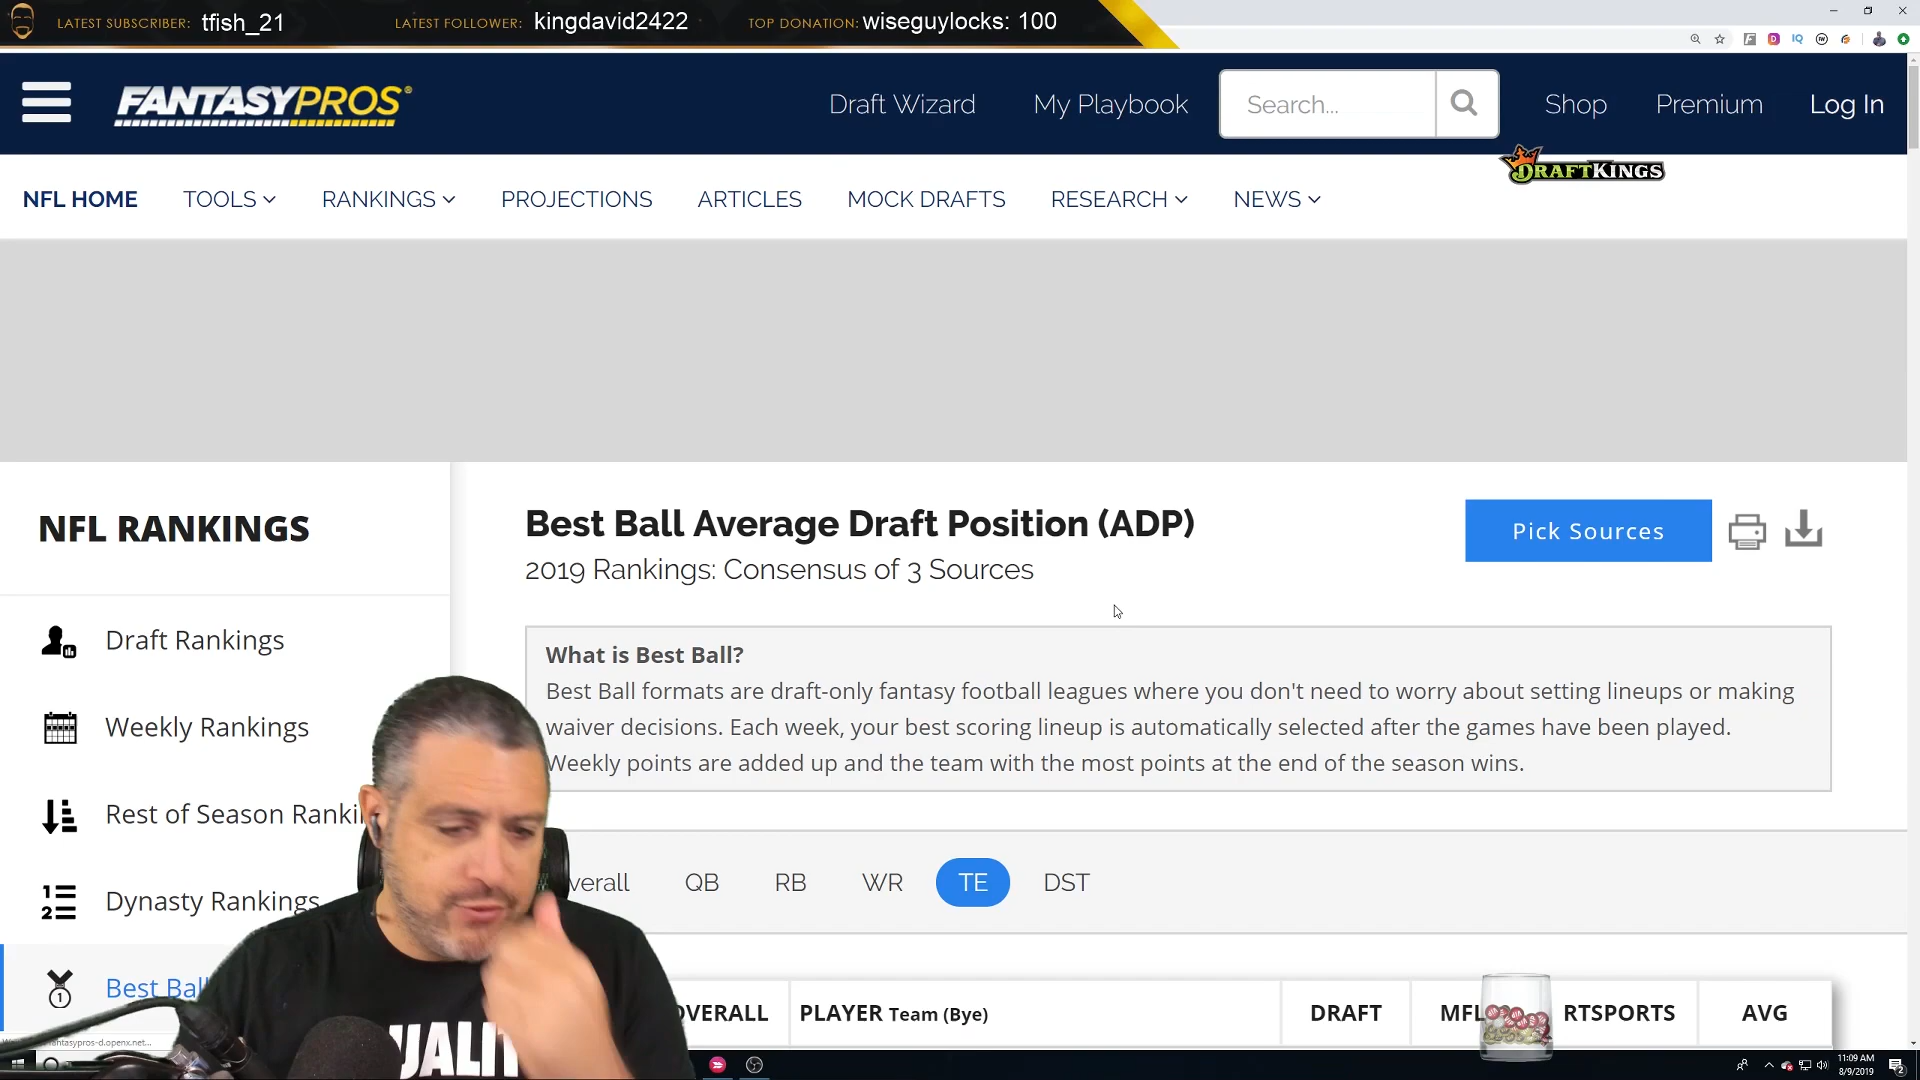 LATEST SUBSCRIBER: tfish_21 LATEST FOLLOWER: kingdavid2422 TOP DONATION: wiseguylocks: 100
FANTASYPROS® Draft Wizard My Playbook Search... Shop Premium Log In
DRAFTKINGS
NFL HOME TOOLS RANKINGS PROJECTIONS ARTICLES MOCK DRAFTS RESEARCH NEWS
NFL RANKINGS
Draft Rankings
Weekly Rankings
Rest of Season Ranki
Dynasty Rankings
Best Ball
Best Ball Average Draft Position (ADP)
2019 Rankings: Consensus of 3 Sources
Pick Sources
What is Best Ball?
Best Ball formats are draft-only fantasy football leagues where you don't need to worry about setting lineups or making
waiver decisions. Each week, your best scoring lineup is automatically selected after the games have been played.
Weekly points are added up and the team with the most points at the end of the season wins.
verall QB RB WR TE DST
OVERALL PLAYER Team (Bye) DRAFT MFL RTSPORTS AVG
UALIT
antasypros-d.openx.net...
11:09 AM
8/9/2019